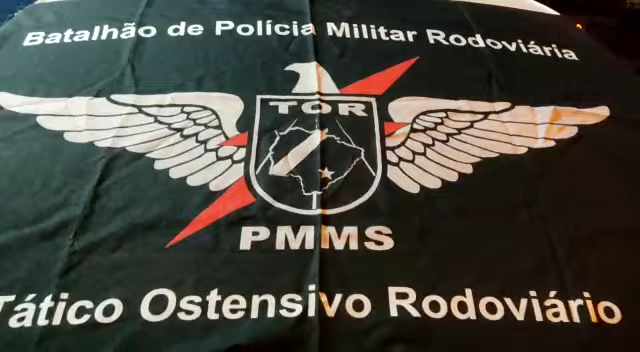 Batalhão de Polícia Militar Rodoviária
TOR
PMMS
Tático Ostensivo Rodoviário